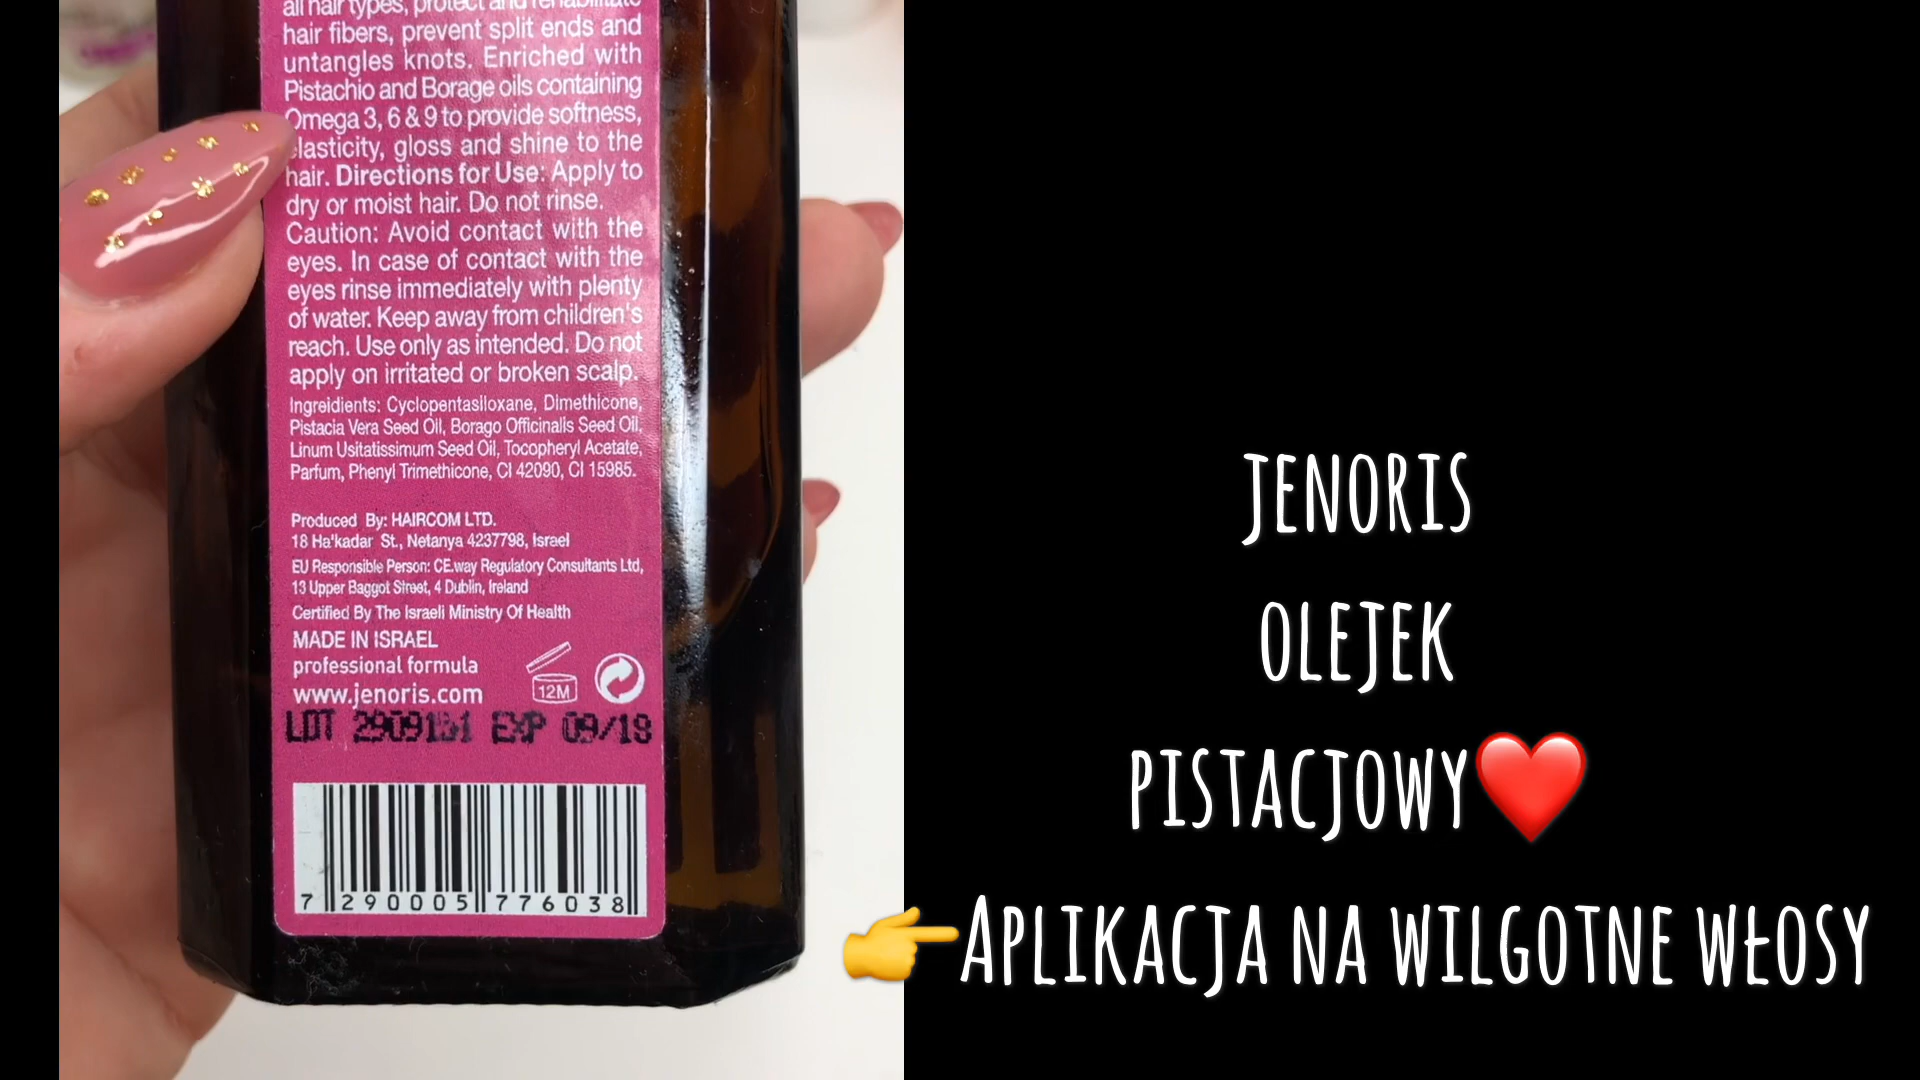 all hair types, protect and rehabilitate
hair fibers, prevent split ends and
untangles knots. Enriched with
Pistachio and Borage oils containing
Omega 3, 6 & 9 to provide softness,
elasticity, gloss and shine to the
hair. Directions for Use: Apply to
dry or moist hair. Do not rinse.
Caution: Avoid contact with the
eyes. In case of contact with the
eyes rinse immediately with plenty
of water. Keep away from children's
reach. Use only as intended. Do not
apply on irritated or broken scalp.
Ingreidients: Cyclopentasiloxane, Dimethicone,
Pistacia Vera Seed Oil, Borago Officinalis Seed Oil,
Linum Usitatissimum Seed Oil, Tocopheryl Acetate,
Parfum, Phenyl Trimethicone, CI 42090, CI 15985.
Produced By: HAIRCOM LTD.
18 Ha'kadar St., Netanya 4237798, Israel
EU Responsible Person: CE.way Regulatory Consultants Ltd,
13 Upper Baggot Street, 4 Dublin, Ireland
Certified By The Israeli Ministry Of Health
MADE IN ISRAEL
professional formula
www.jenoris.com
12M
LOT EXP 09/18
7 290005 776038
JENORIS
OLEJEK
PISTACJOWY❤️
👉APLIKACJA NA WILGOTNE WŁOSY